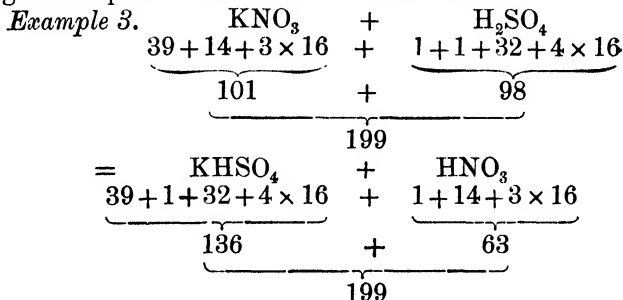 Example 3. KNO₃ + H₂SO₄
39+14+3×16 + 1+1+32+4×16
101 + 98
199
= KHSO₄ + HNO₃
39+1+32+4×16 + 1+14+3×16
136 + 63
199